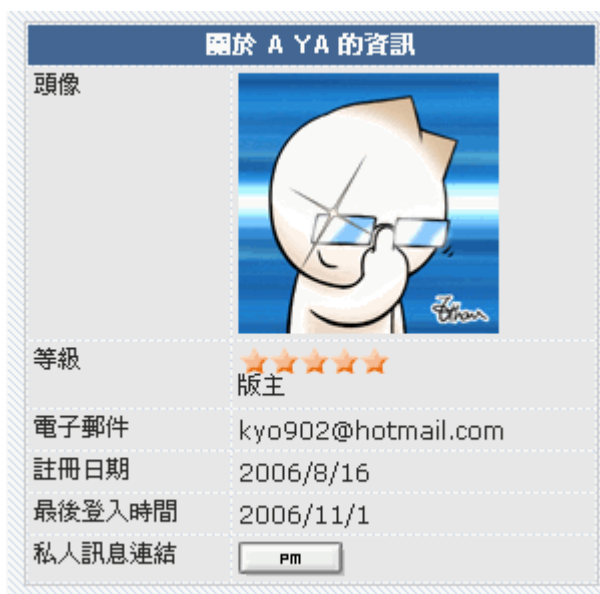 關於 A YA 的資訊
頭像
等級
版主
電子郵件
kyo902@hotmail.com
註冊日期
2006/8/16
最後登入時間
2006/11/1
私人訊息連結
PM